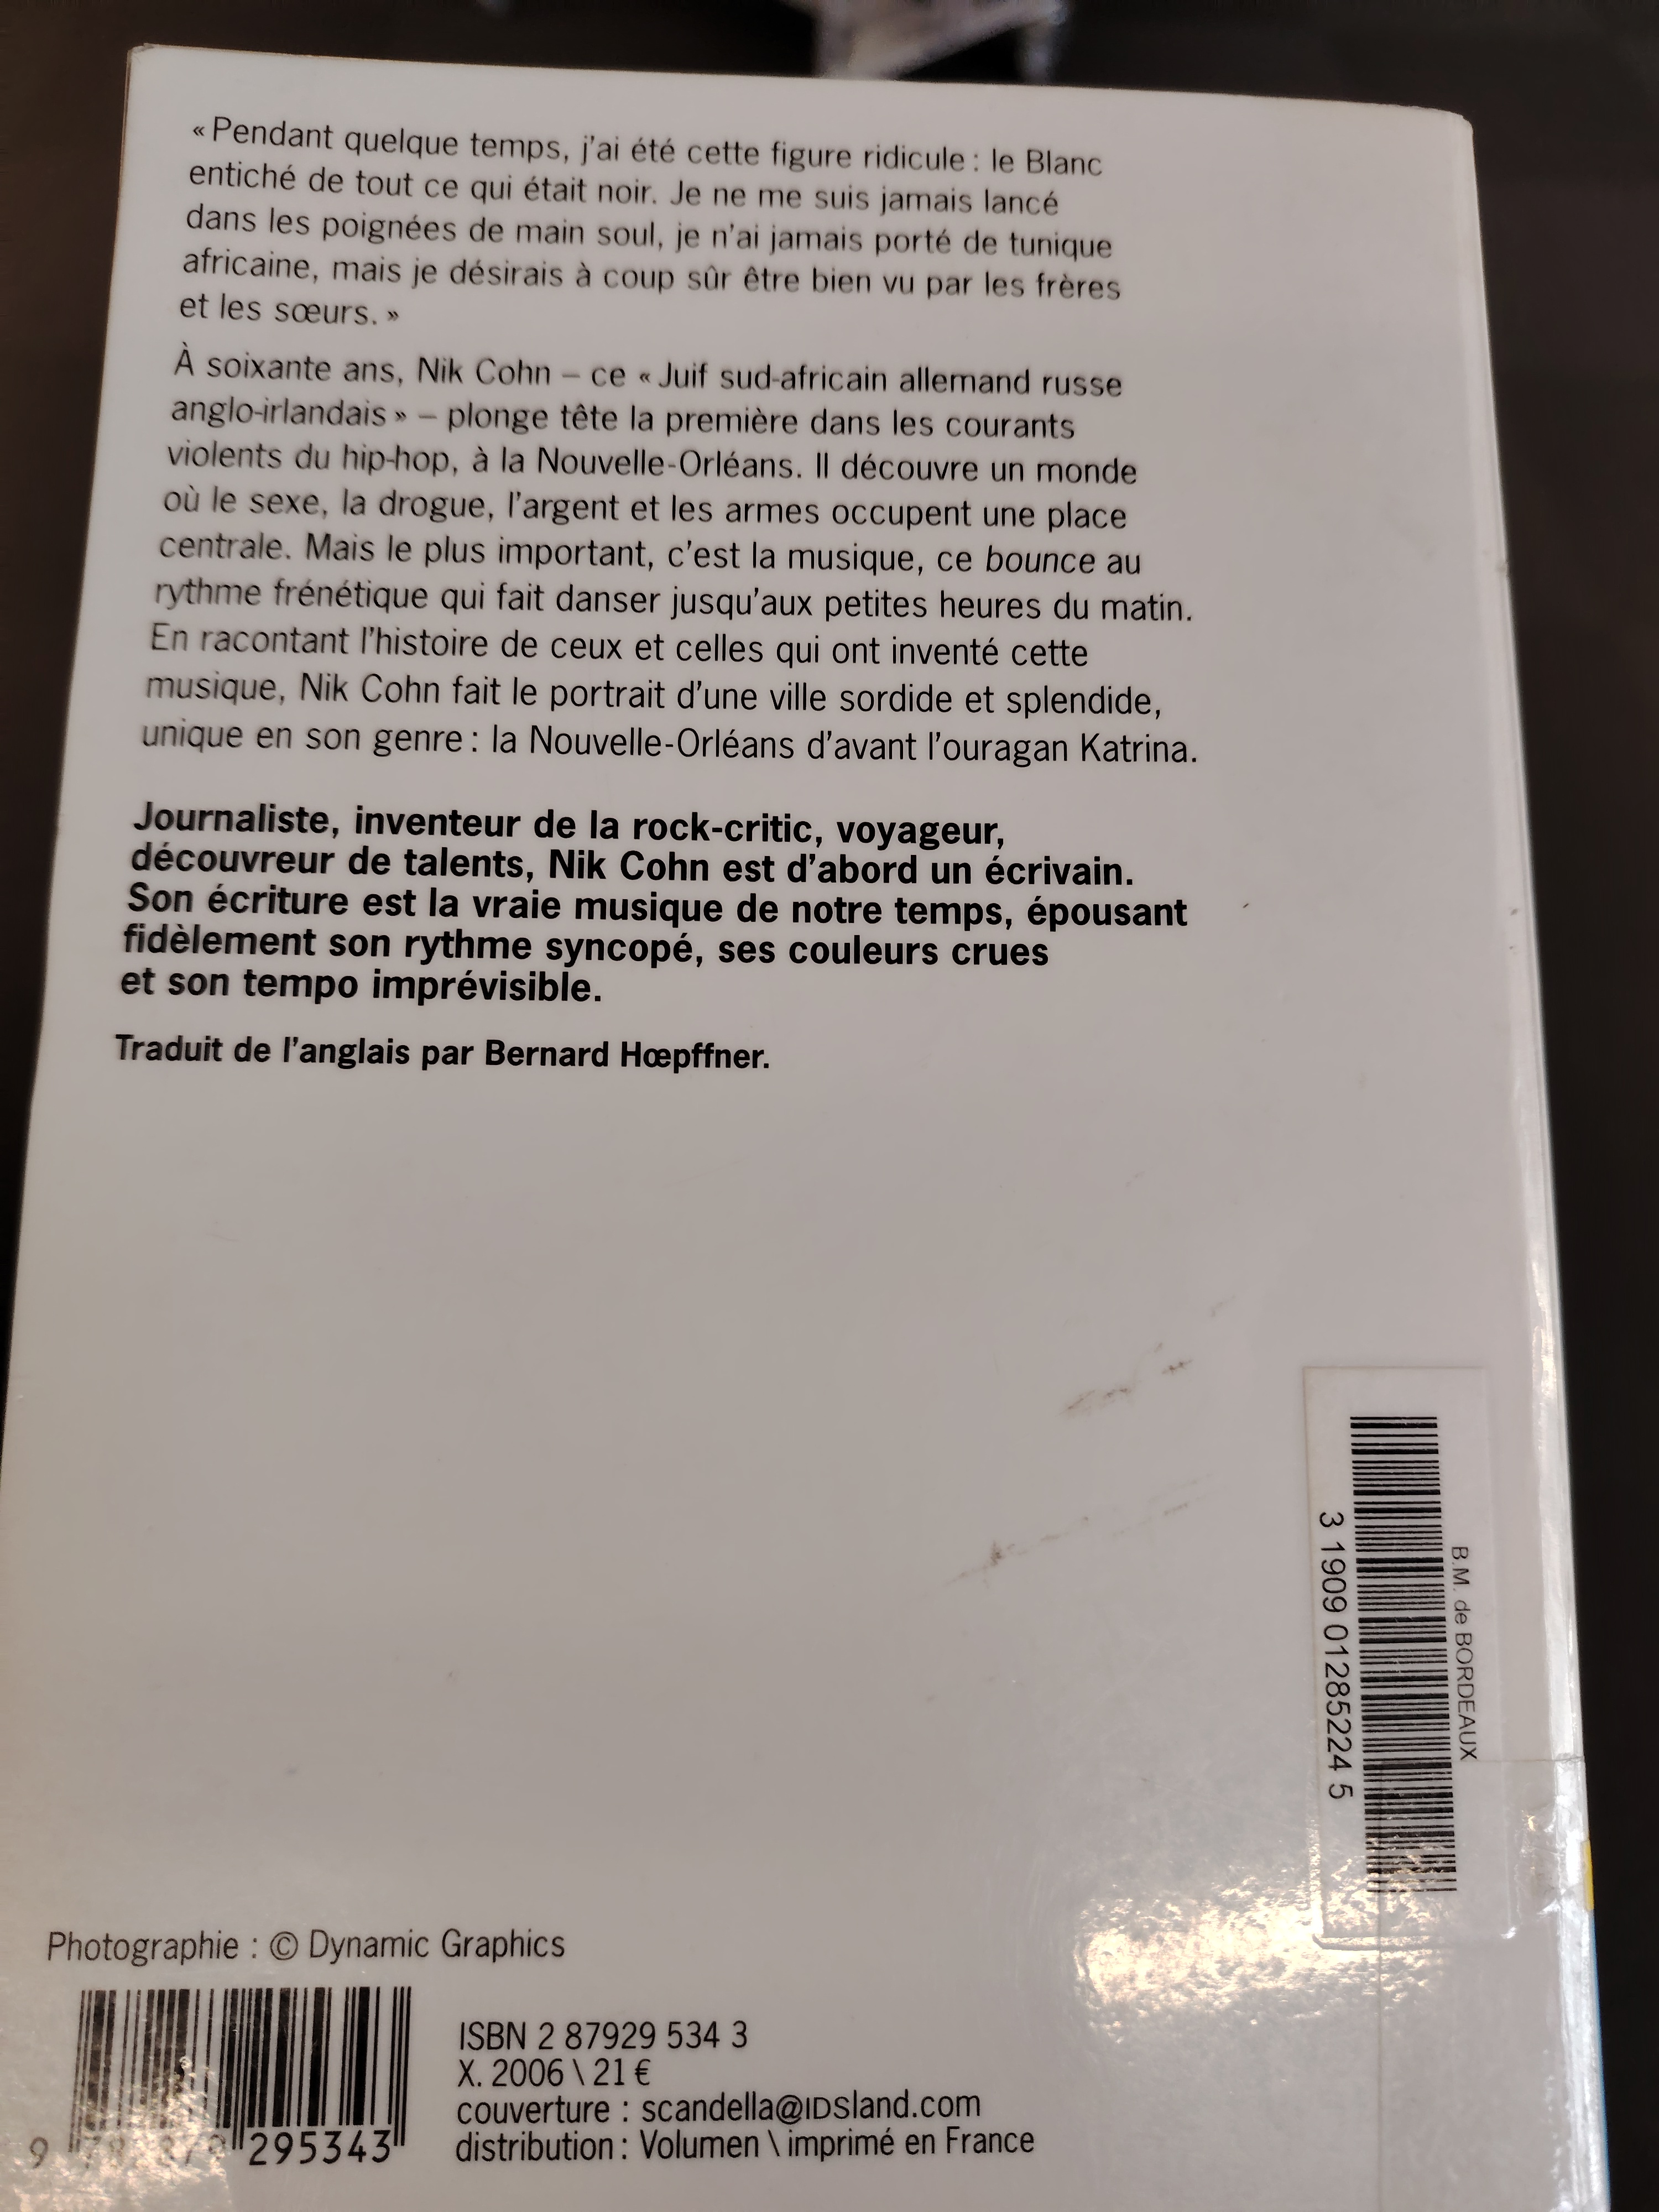 « Pendant quelque temps, j'ai été cette figure ridicule : le Blanc
entiché de tout ce qui était noir. Je ne me suis jamais lancé
dans les poignées de main soul, je n'ai jamais porté de tunique
africaine, mais je désirais à coup sûr être bien vu par les frères
et les sœurs. »
À soixante ans, Nik Cohn – ce « Juif sud-africain allemand russe
anglo-irlandais » – plonge tête la première dans les courants
violents du hip-hop, à la Nouvelle-Orléans. Il découvre un monde
où le sexe, la drogue, l'argent et les armes occupent une place
centrale. Mais le plus important, c'est la musique, ce bounce au
rythme frénétique qui fait danser jusqu'aux petites heures du matin.
En racontant l'histoire de ceux et celles qui ont inventé cette
musique, Nik Cohn fait le portrait d'une ville sordide et splendide,
unique en son genre : la Nouvelle-Orléans d'avant l'ouragan Katrina.
Journaliste, inventeur de la rock-critic, voyageur,
découvreur de talents, Nik Cohn est d'abord un écrivain.
Son écriture est la vraie musique de notre temps, épousant
fidèlement son rythme syncopé, ses couleurs crues
et son tempo imprévisible.
Traduit de l'anglais par Bernard Hœpffner.
B.M. de BORDEAUX
3 1909 01285224 5
Photographie : © Dynamic Graphics
ISBN 2 87929 534 3
X. 2006 \ 21 €
couverture : scandella@IDSland.com
distribution : Volumen \ imprimé en France
9 295343